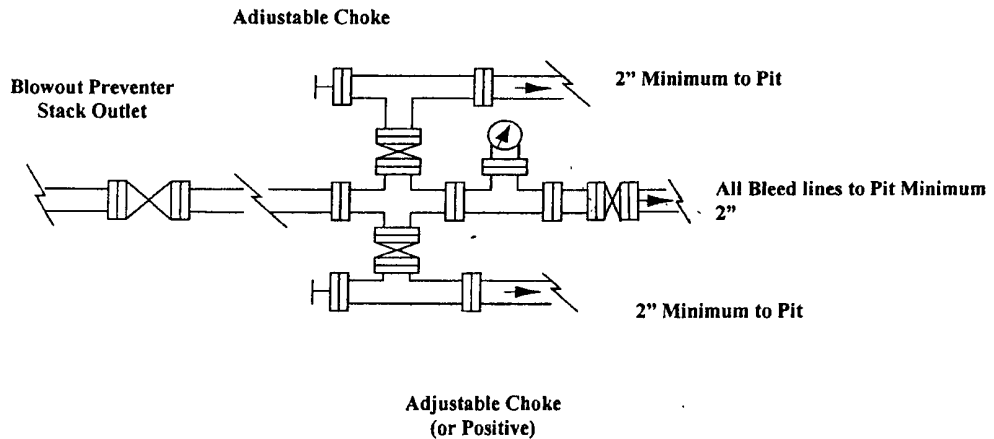 Adiustable Choke
Blowout Preventer
Stack Outlet
2” Minimum to Pit
All Bleed lines to Pit Minimum
2”
2” Minimum to Pit
Adjustable Choke
(or Positive)